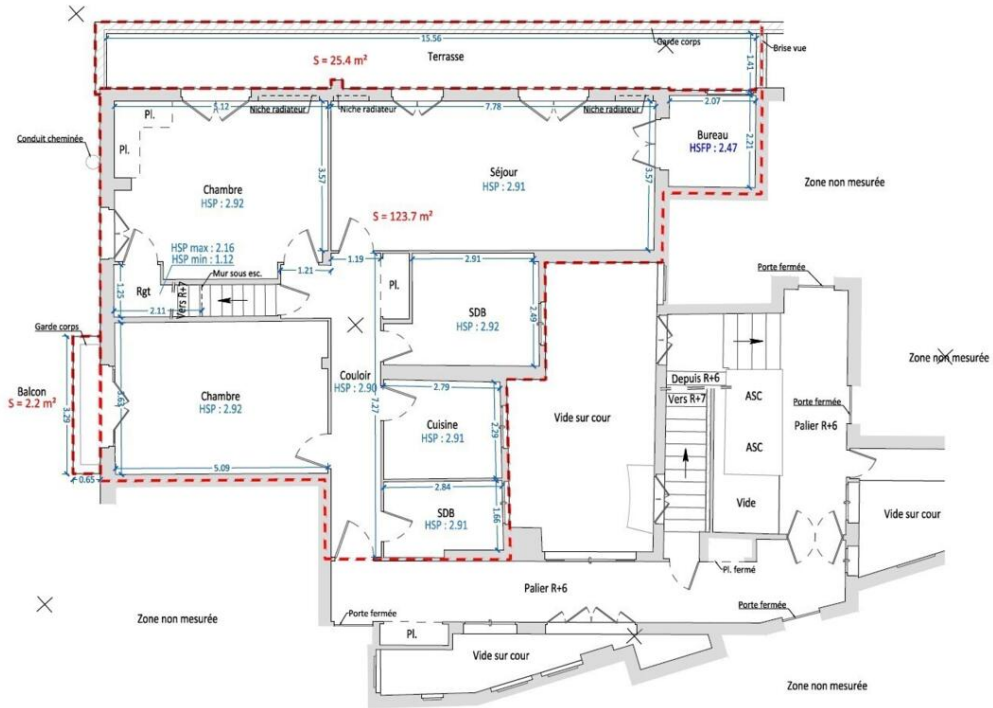 15.56
Garde corps
Brise vue
Terrasse
S = 25.4 m²
1.41
5.12
Niche radiateur
Niche radiateur
7.78
Niche radiateur
2.07
Pl.
Pl.
Conduit cheminée
Bureau
HSFP : 2.47
2.21
Chambre
HSP : 2.92
3.57
Séjour
HSP : 2.91
3.57
Zone non mesurée
S = 123.7 m²
HSP max : 2.16
HSP min : 1.12
1.19
2.91
1.21
Mur sous esc.
Porte fermée
1.25
Rgt
2.11
Vers R+7
Pl.
SDB
HSP : 2.92
2.49
Garde corps
Zone non mesurée
Couloir
HSP : 2.90
Depuis R+6
Vers R+7
ASC
Balcon
S = 2.2 m²
3.29
3.63
Chambre
HSP : 2.92
7.27
2.79
Cuisine
HSP : 2.91
2.29
Vide sur cour
Porte fermée
Palier R+6
ASC
5.09
0.65
2.84
SDB
HSP : 2.91
1.66
Vide
Vide sur cour
Pl. fermé
Palier R+6
Zone non mesurée
Porte fermée
Porte fermée
Pl.
Vide sur cour
Zone non mesurée